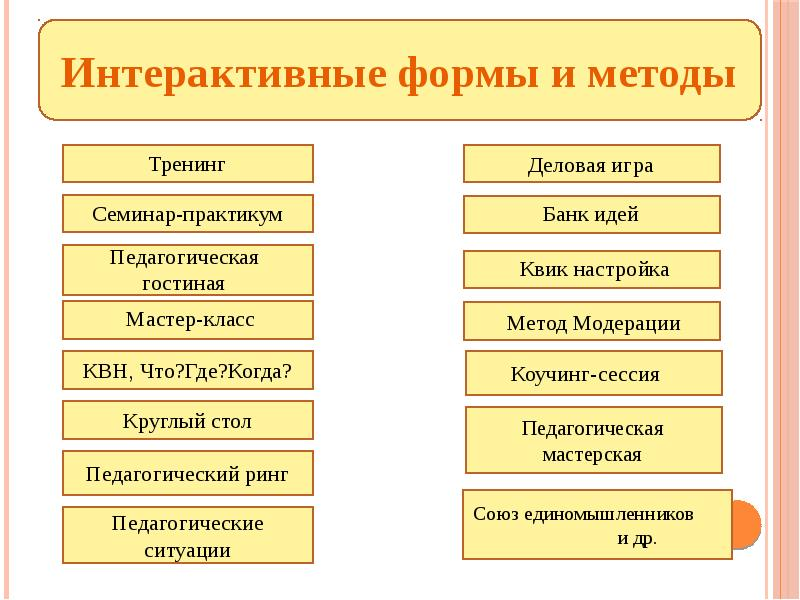 Интерактивные формы и методы
Тренинг
Семинар-практикум
Педагогическая
гостиная
Мастер-класс
КВН, Что?Где?Когда?
Круглый стол
Педагогический ринг
Педагогические
ситуации
Деловая игра
Банк идей
Квик настройка
Метод Модерации
Коучинг-сессия
Педагогическая
мастерская
Союз единомышленников
и др.